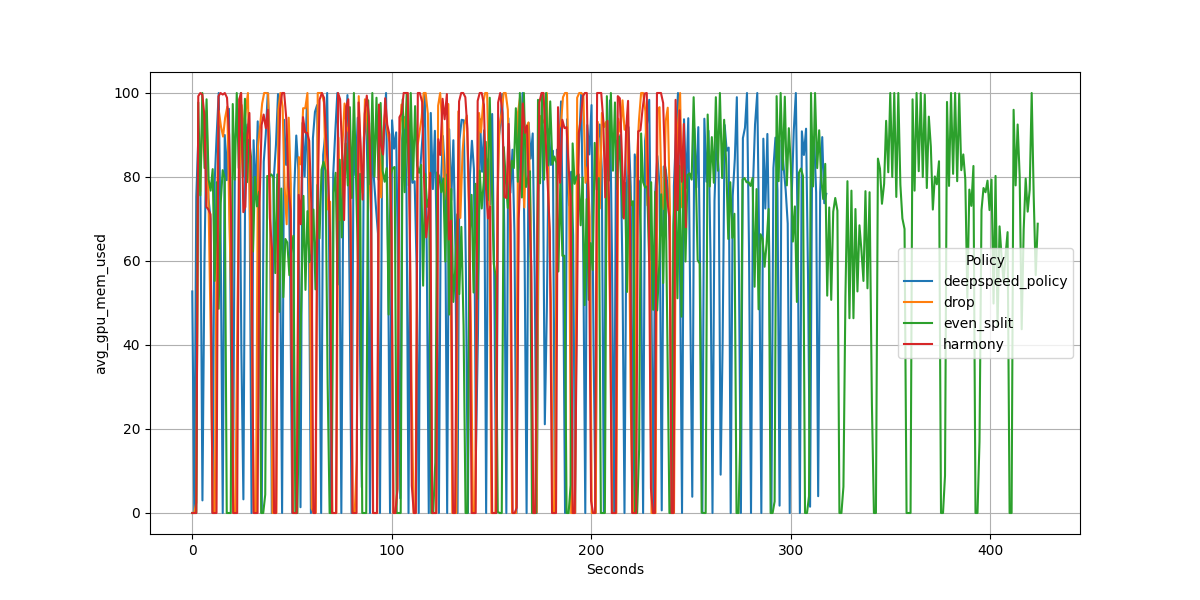 100
80
60
40
20
0
avg_gpu_mem_used
0 100 200 300 400
Seconds
Policy
deepspeed_policy
drop
even_split
harmony